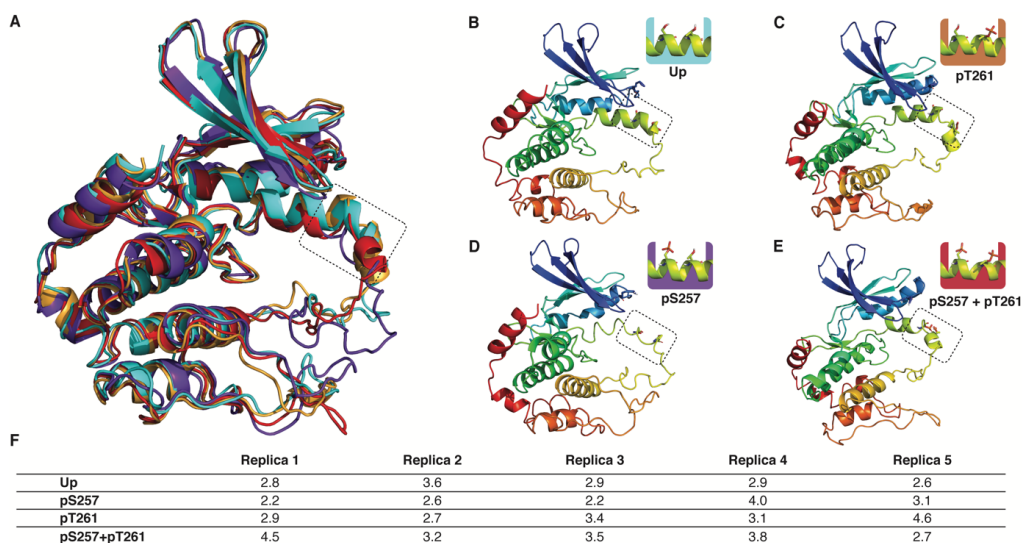 A
B
Up
C
pT261
D
pS257
E
pS257 + pT261
F
Replica 1 Replica 2 Replica 3 Replica 4 Replica 5
Up 2.8 3.6 2.9 2.9 2.6
pS257 2.2 2.6 2.2 4.0 3.1
pT261 2.9 2.7 3.4 3.1 4.6
pS257+pT261 4.5 3.2 3.5 3.8 2.7